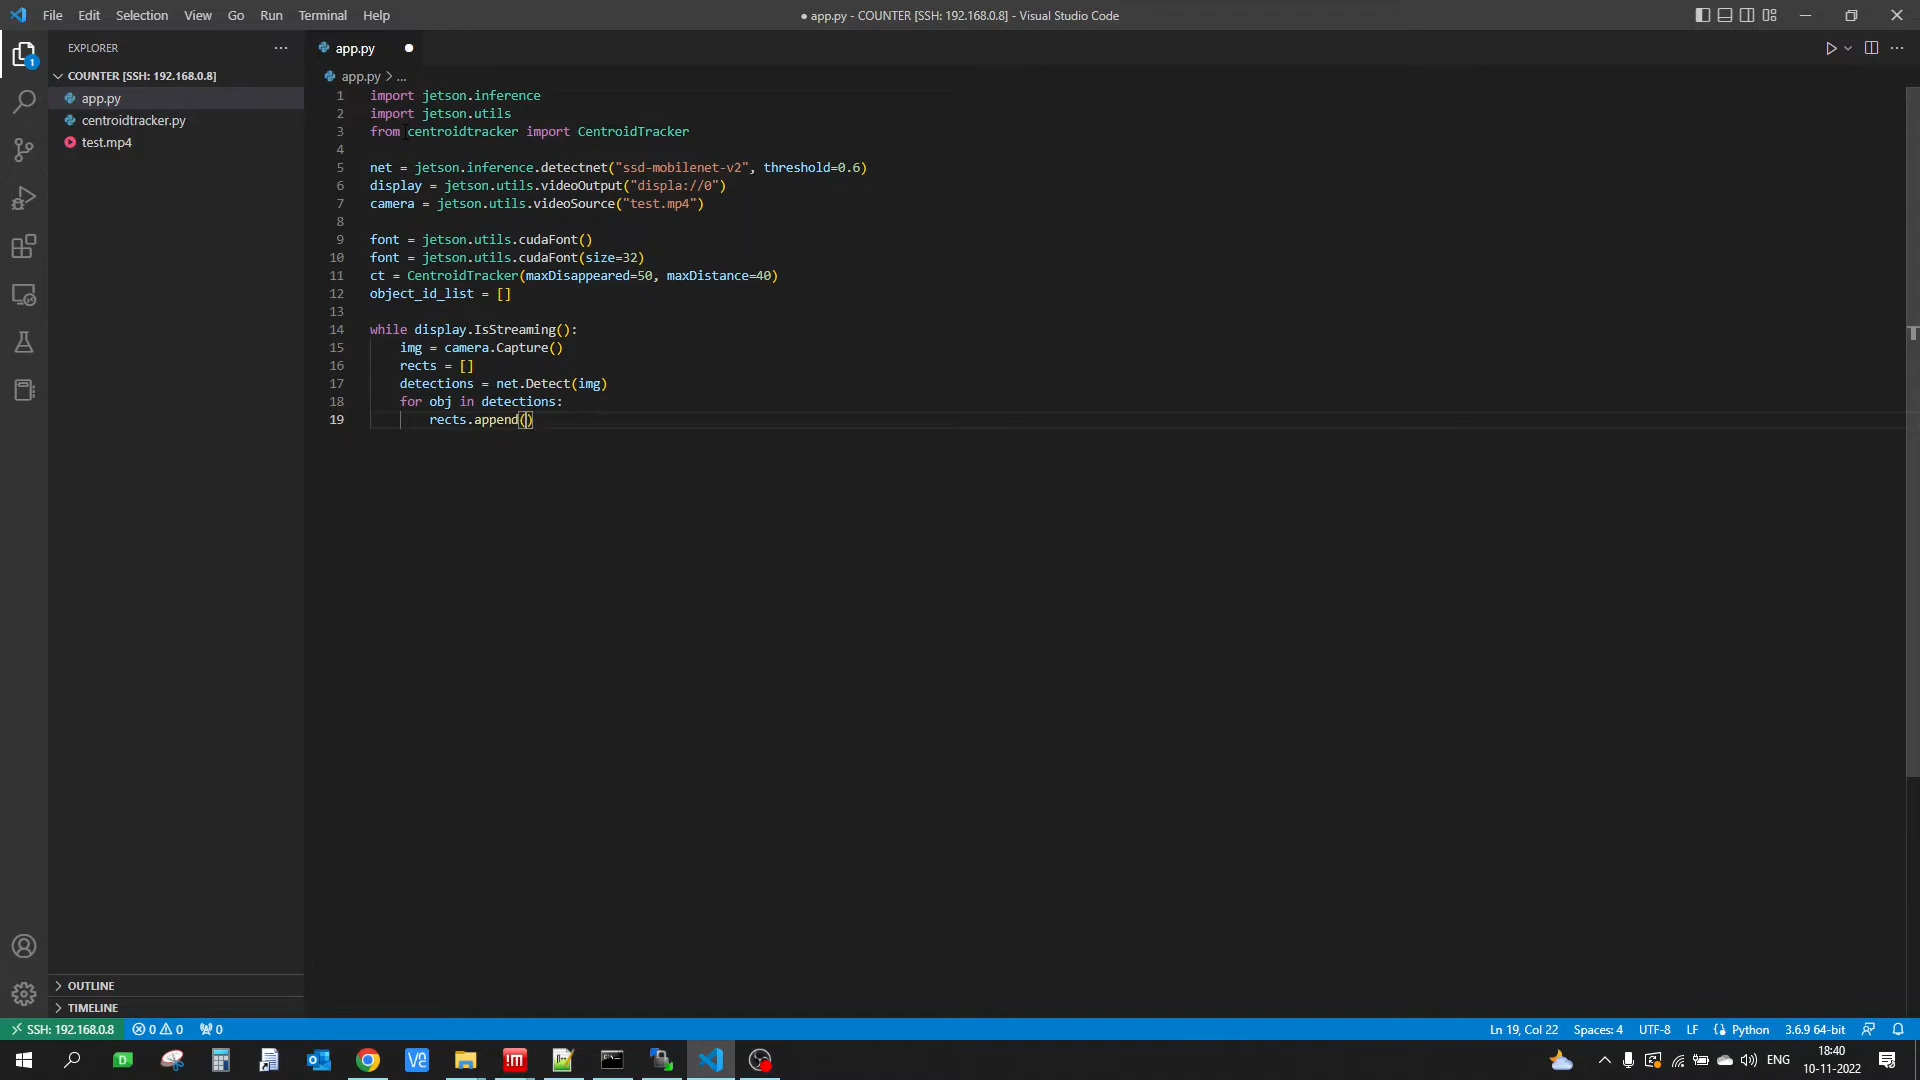 File Edit Selection View Go Run Terminal Help
● app.py - COUNTER [SSH: 192.168.0.8] - Visual Studio Code
EXPLORER
COUNTER [SSH: 192.168.0.8]
app.py
centroidtracker.py
test.mp4
OUTLINE
TIMELINE
1
app.py
app.py > ...
1 import jetson.inference
2 import jetson.utils
3 from centroidtracker import CentroidTracker
4
5 net = jetson.inference.detectnet("ssd-mobilenet-v2", threshold=0.6)
6 display = jetson.utils.videoOutput("displa://0")
7 camera = jetson.utils.videoSource("test.mp4")
8
9 font = jetson.utils.cudaFont()
10 font = jetson.utils.cudaFont(size=32)
11 ct = CentroidTracker(maxDisappeared=50, maxDistance=40)
12 object_id_list = []
13
14 while display.IsStreaming():
15 img = camera.Capture()
16 rects = []
17 detections = net.Detect(img)
18 for obj in detections:
19 rects.append()
SSH: 192.168.0.8 0 0 0 Ln 19, Col 22 Spaces: 4 UTF-8 LF Python 3.6.9 64-bit
D
!M
ENG
18:40
10-11-2022